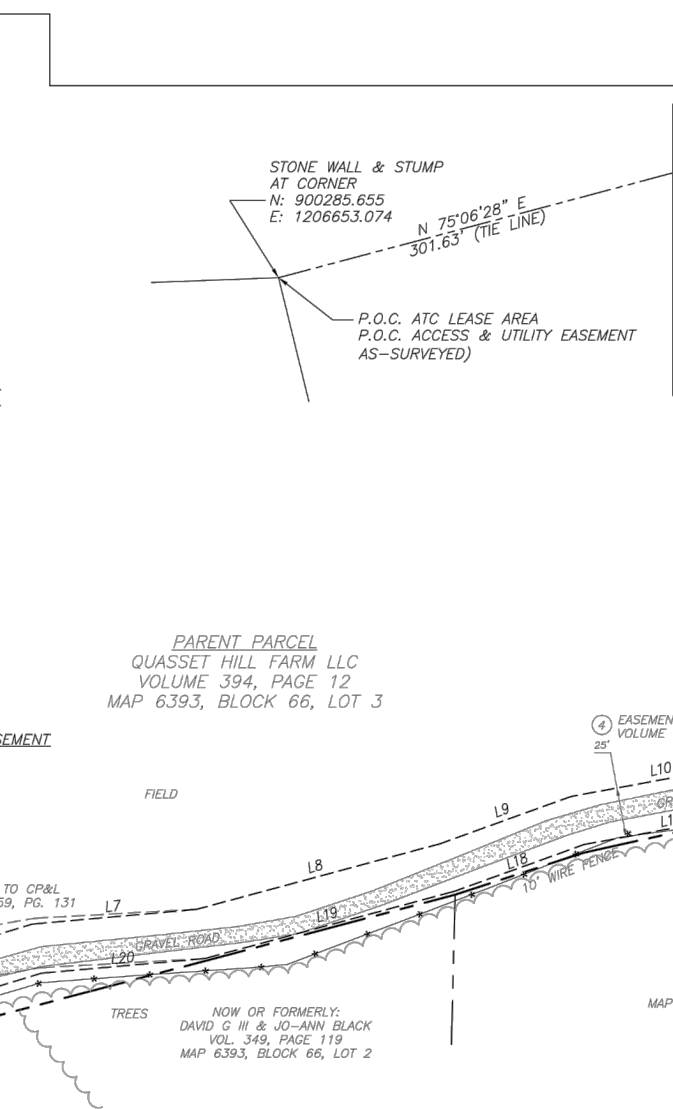 STONE WALL & STUMP
AT CORNER
N: 900285.655
E: 1206653.074
N 75°06'28" E
301.63' (TIE LINE)
P.O.C. ATC LEASE AREA
P.O.C. ACCESS & UTILITY EASEMENT
AS-SURVEYED)
PARENT PARCEL
QUASSET HILL FARM LLC
VOLUME 394, PAGE 12
MAP 6393, BLOCK 66, LOT 3
SEMENT
4 EASEMEN
VOLUME
25'
FIELD
L10
L9
L8
GR
L1
L18
10' WIRE FENCE
TO CP&L
59, PG. 131
L7
L19
GRAVEL ROAD
L20
TREES
NOW OR FORMERLY:
DAVID G III & JO-ANN BLACK
VOL. 349, PAGE 119
MAP 6393, BLOCK 66, LOT 2
MAP